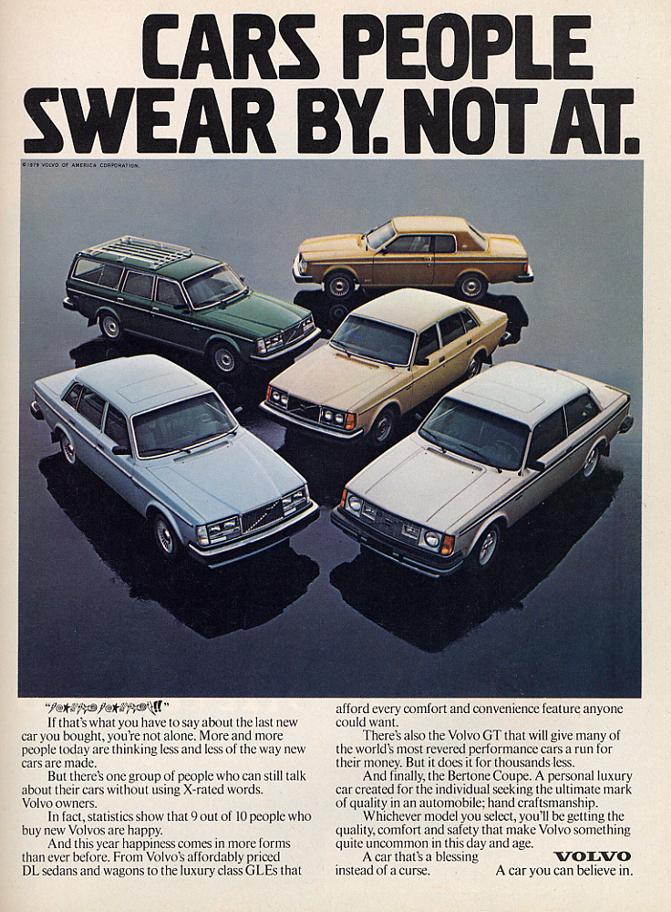 CARS PEOPLE
SWEAR BY. NOT AT.
©1979 VOLVO OF AMERICA CORPORATION.
If that's what you have to say about the last new
car you bought, you're not alone. More and more
people today are thinking less and less of the way new
cars are made.
But there's one group of people who can still talk
about their cars without using X-rated words.
Volvo owners.
In fact, statistics show that 9 out of 10 people who
buy new Volvos are happy.
And this year happiness comes in more forms
than ever before. From Volvo's affordably priced
DL sedans and wagons to the luxury class GLEs that
afford every comfort and convenience feature anyone
could want.
There's also the Volvo GT that will give many of
the world's most revered performance cars a run for
their money. But it does it for thousands less.
And finally, the Bertone Coupe. A personal luxury
car created for the individual seeking the ultimate mark
of quality in an automobile; hand craftsmanship.
Whichever model you select, you'll be getting the
quality, comfort and safety that make Volvo something
quite uncommon in this day and age.
A car that's a blessing
instead of a curse.
VOLVO
A car you can believe in.